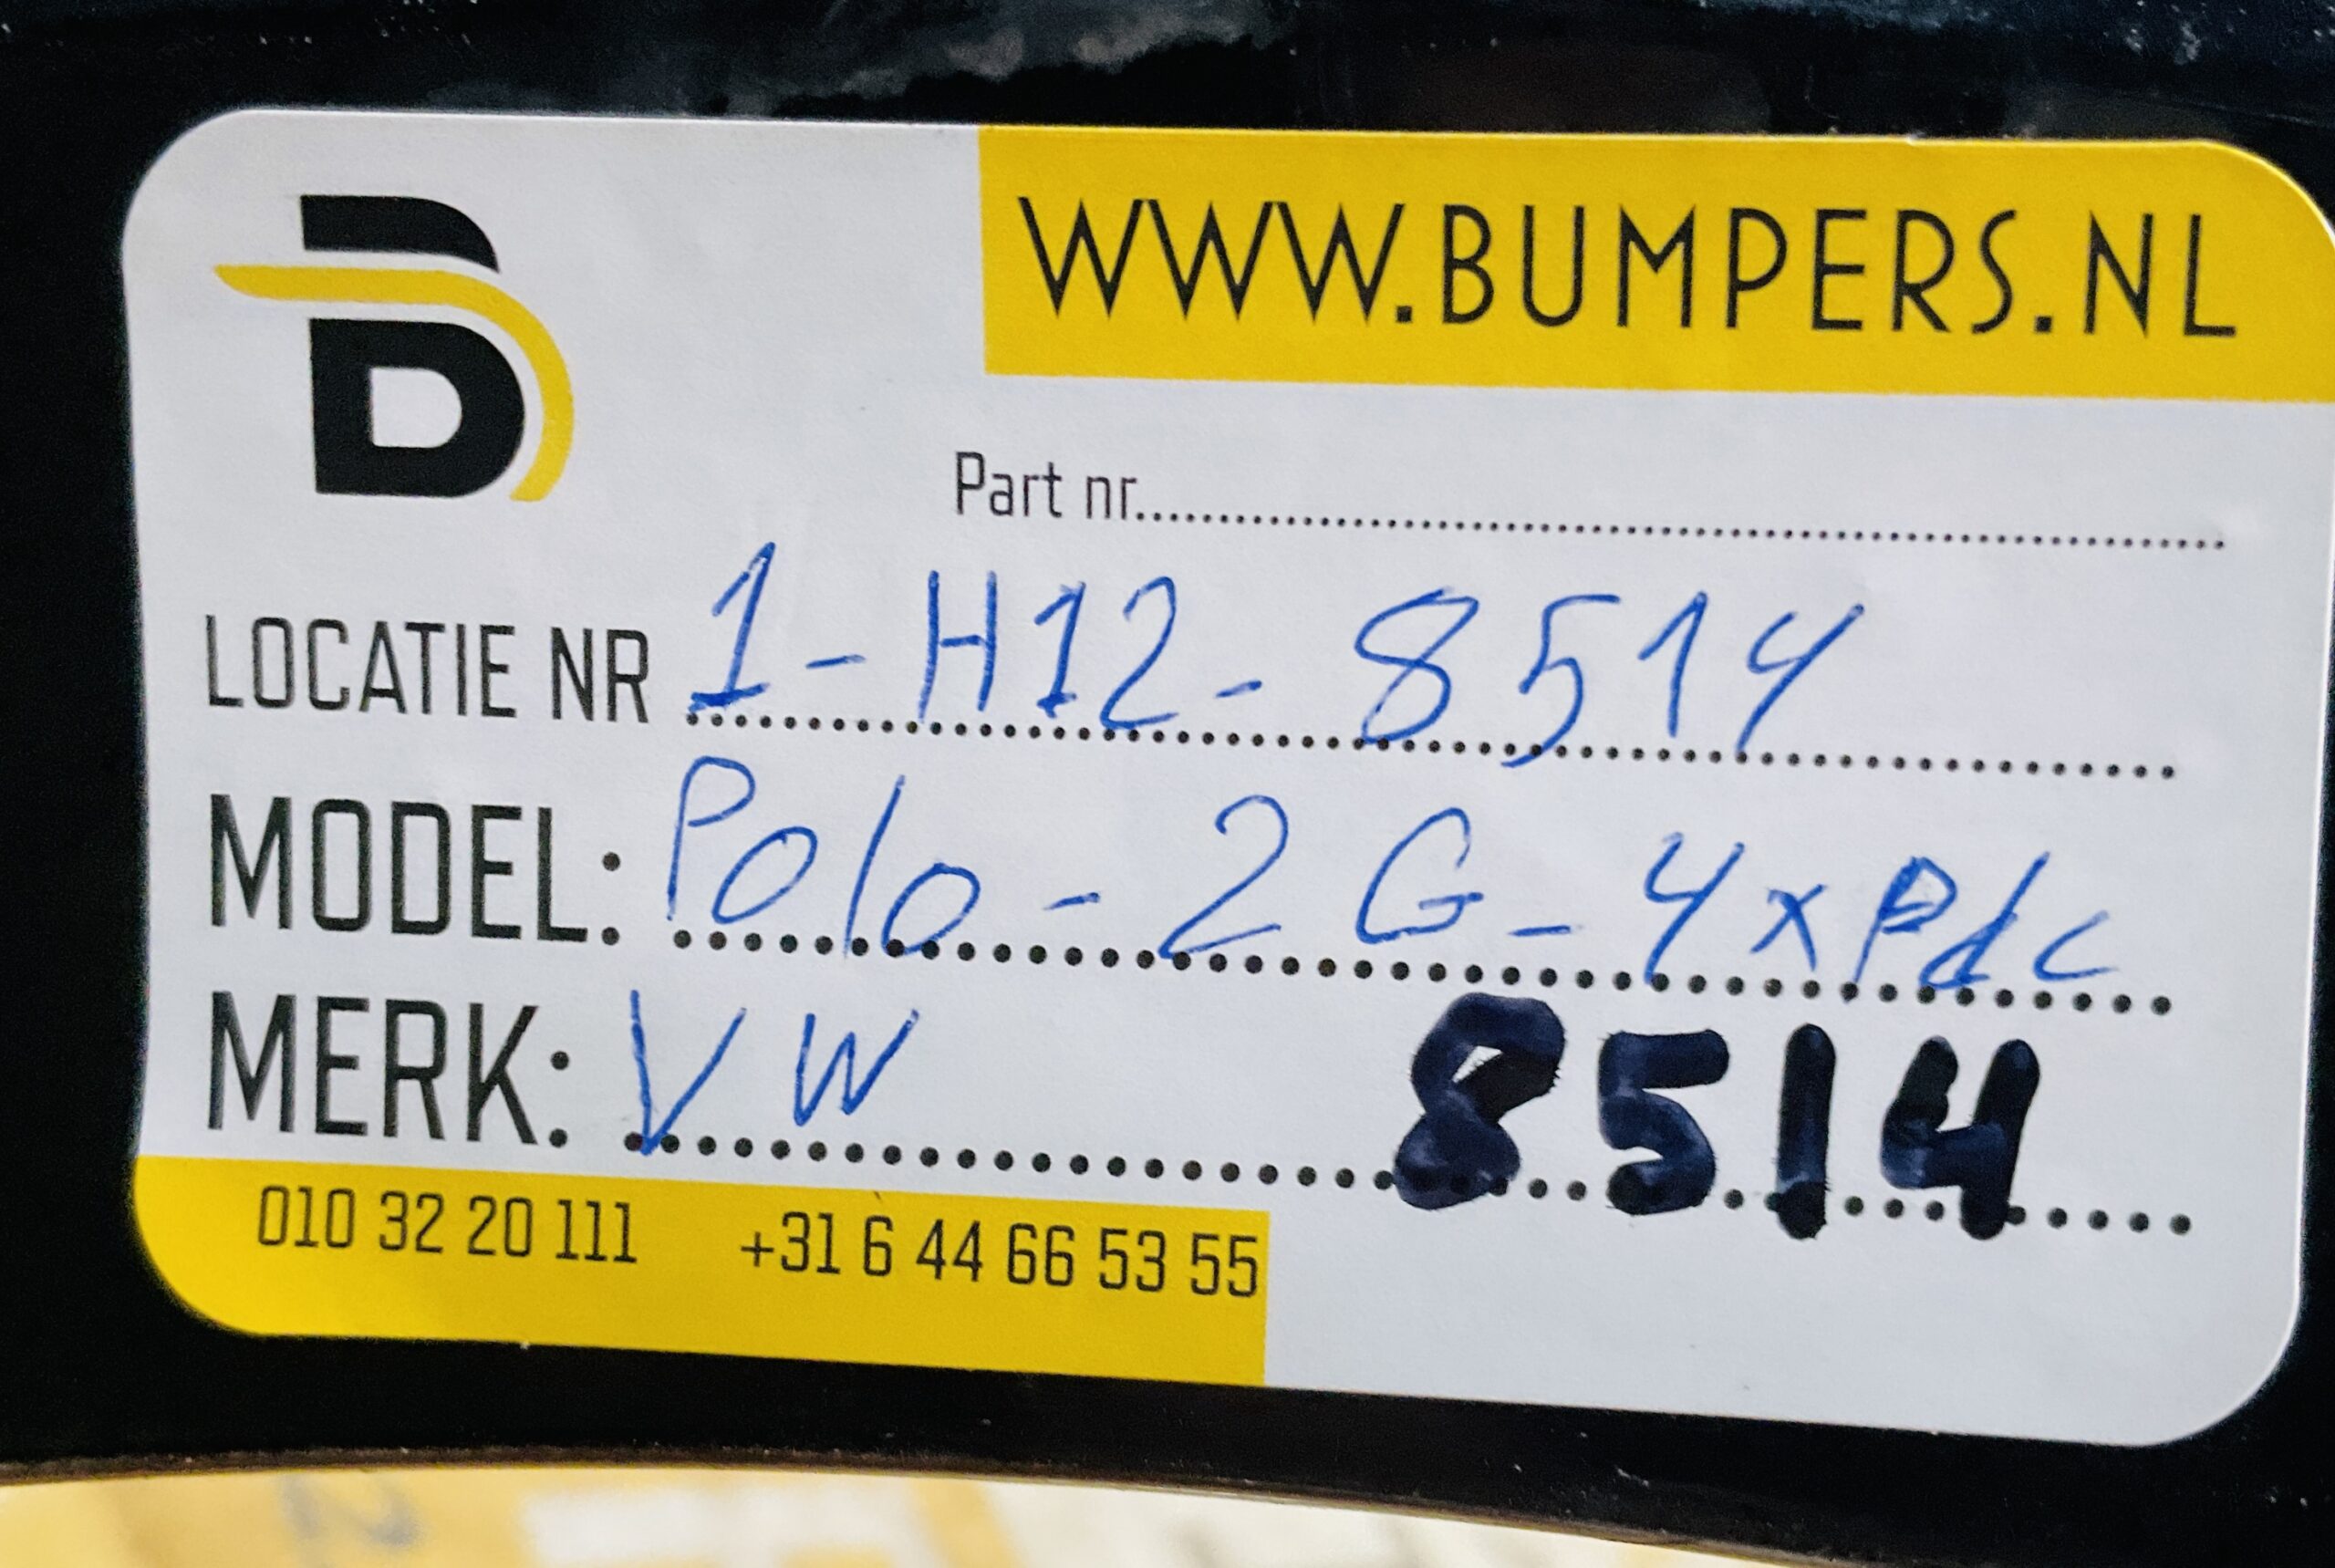 WWW.BUMPERS.NL
Part nr.
LOCATIE NR 1-H12-8514
MODEL: Polo-2G-4xPdc
MERK: VW 8514
010 32 20 111 +31 6 44 66 53 55